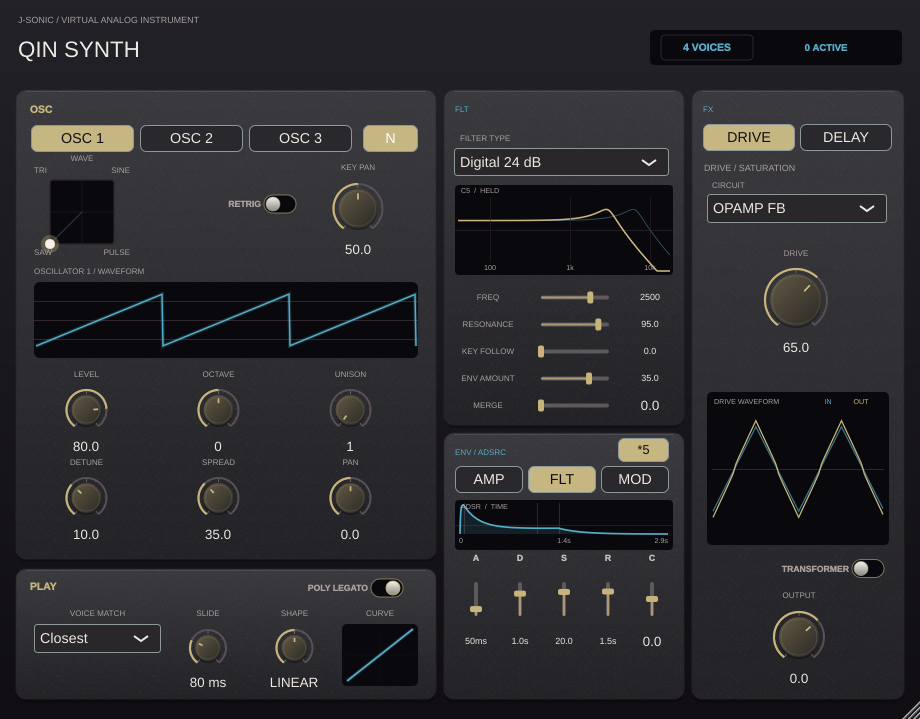 J-SONIC / VIRTUAL ANALOG INSTRUMENT
QIN SYNTH
4 VOICES
0 ACTIVE
OSC
OSC 1
OSC 2
OSC 3
N
WAVE
TRI
SINE
SAW
PULSE
RETRIG
KEY PAN
50.0
OSCILLATOR 1 / WAVEFORM
LEVEL
OCTAVE
UNISON
80.0
0
1
DETUNE
SPREAD
PAN
10.0
35.0
0.0
PLAY
POLY LEGATO
VOICE MATCH
SLIDE
SHAPE
CURVE
Closest
80 ms
LINEAR
FLT
FILTER TYPE
Digital 24 dB
C5 / HELD
100
1k
10k
FREQ
2500
RESONANCE
95.0
KEY FOLLOW
0.0
ENV AMOUNT
35.0
MERGE
0.0
ENV / ADSRC
*5
AMP
FLT
MOD
ADSR / TIME
0
1.4s
2.9s
A
D
S
R
C
50ms
1.0s
20.0
1.5s
0.0
FX
DRIVE
DELAY
DRIVE / SATURATION
CIRCUIT
OPAMP FB
DRIVE
65.0
DRIVE WAVEFORM
IN
OUT
TRANSFORMER
OUTPUT
0.0